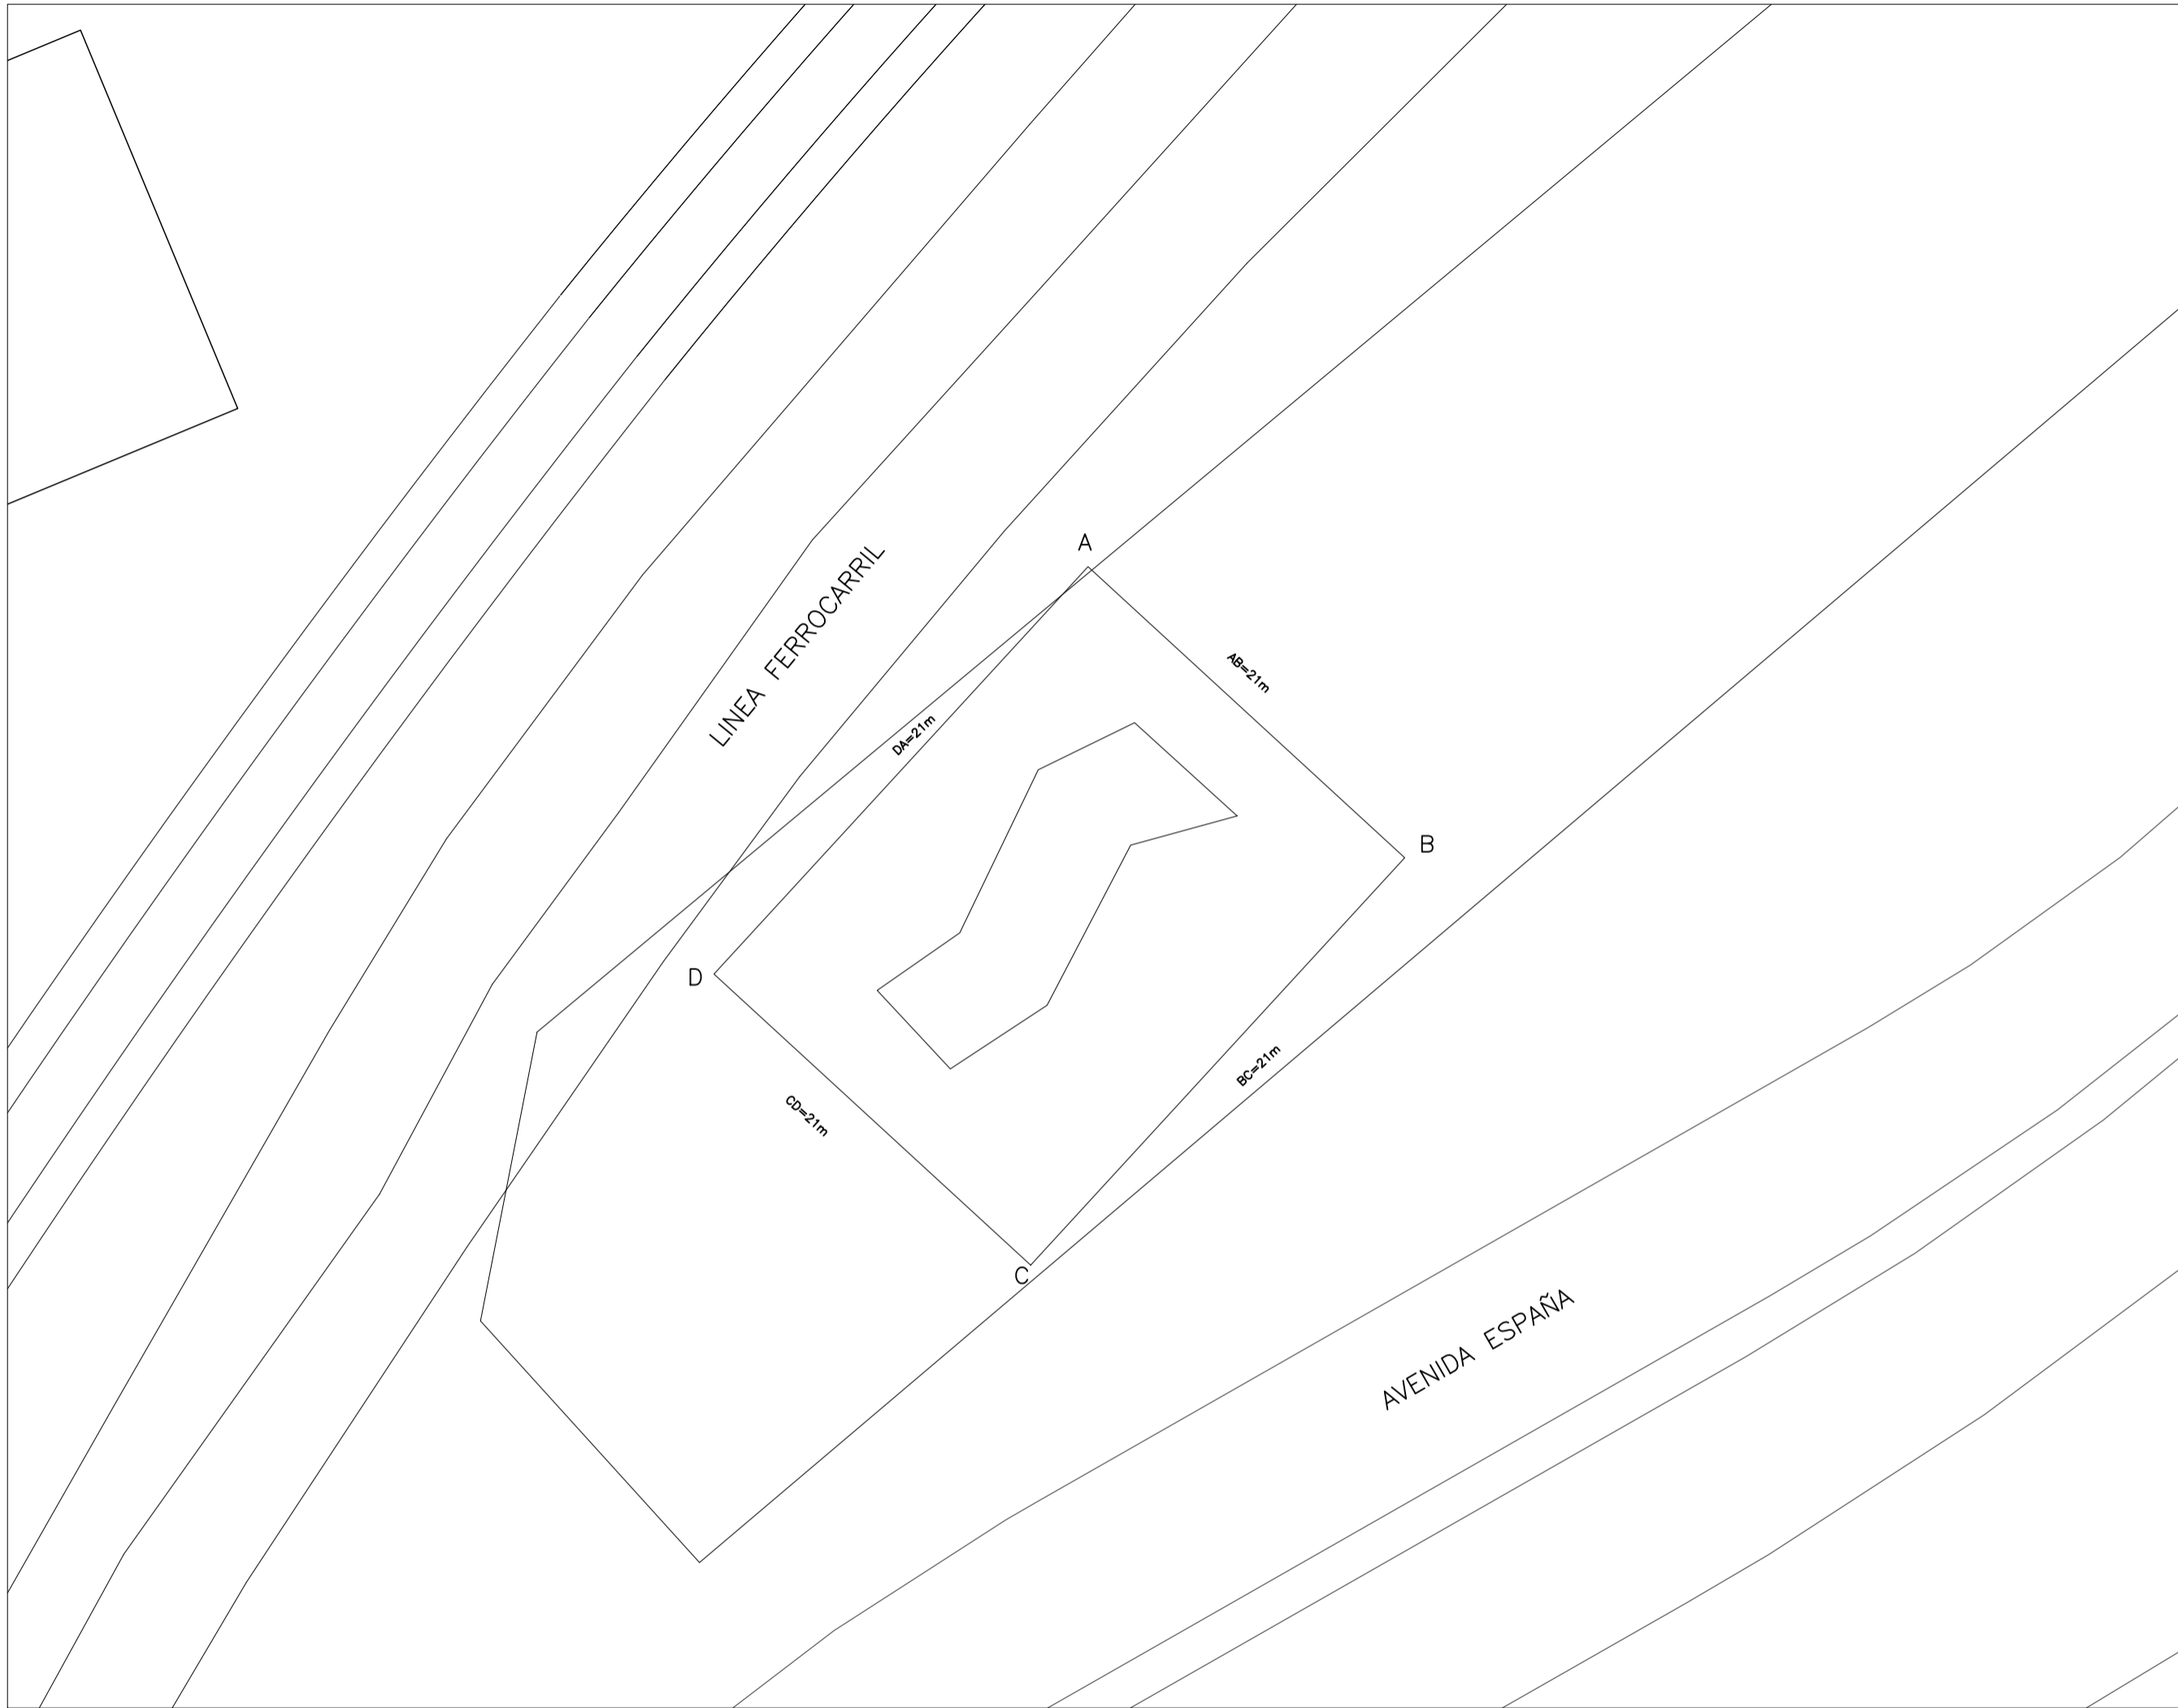 A
LINEA FERROCARRIL
AB=21m
DA=21m
B
D
BC=21m
CD=21m
C
AVENIDA ESPAÑA